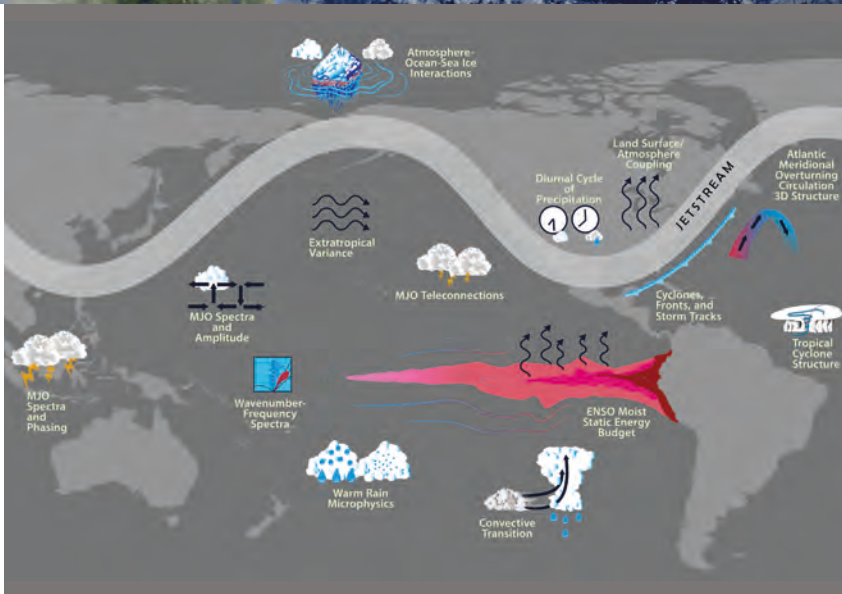 Atmosphere-
Ocean-Sea Ice
Interactions
Land Surface/
Atmosphere
Coupling
Diurnal Cycle
of
Precipitation
JETSTREAM
Atlantic
Meridional
Overturning
Circulation
3D Structure
Extratropical
Variance
MJO Teleconnections
MJO Spectra
and
Amplitude
Cyclones,
Fronts, and
Storm Tracks
Tropical
Cyclone
Structure
MJO
Spectra
and
Phasing
Wavenumber-
Frequency
Spectra
ENSO Moist
Static Energy
Budget
Warm Rain
Microphysics
Convective
Transition